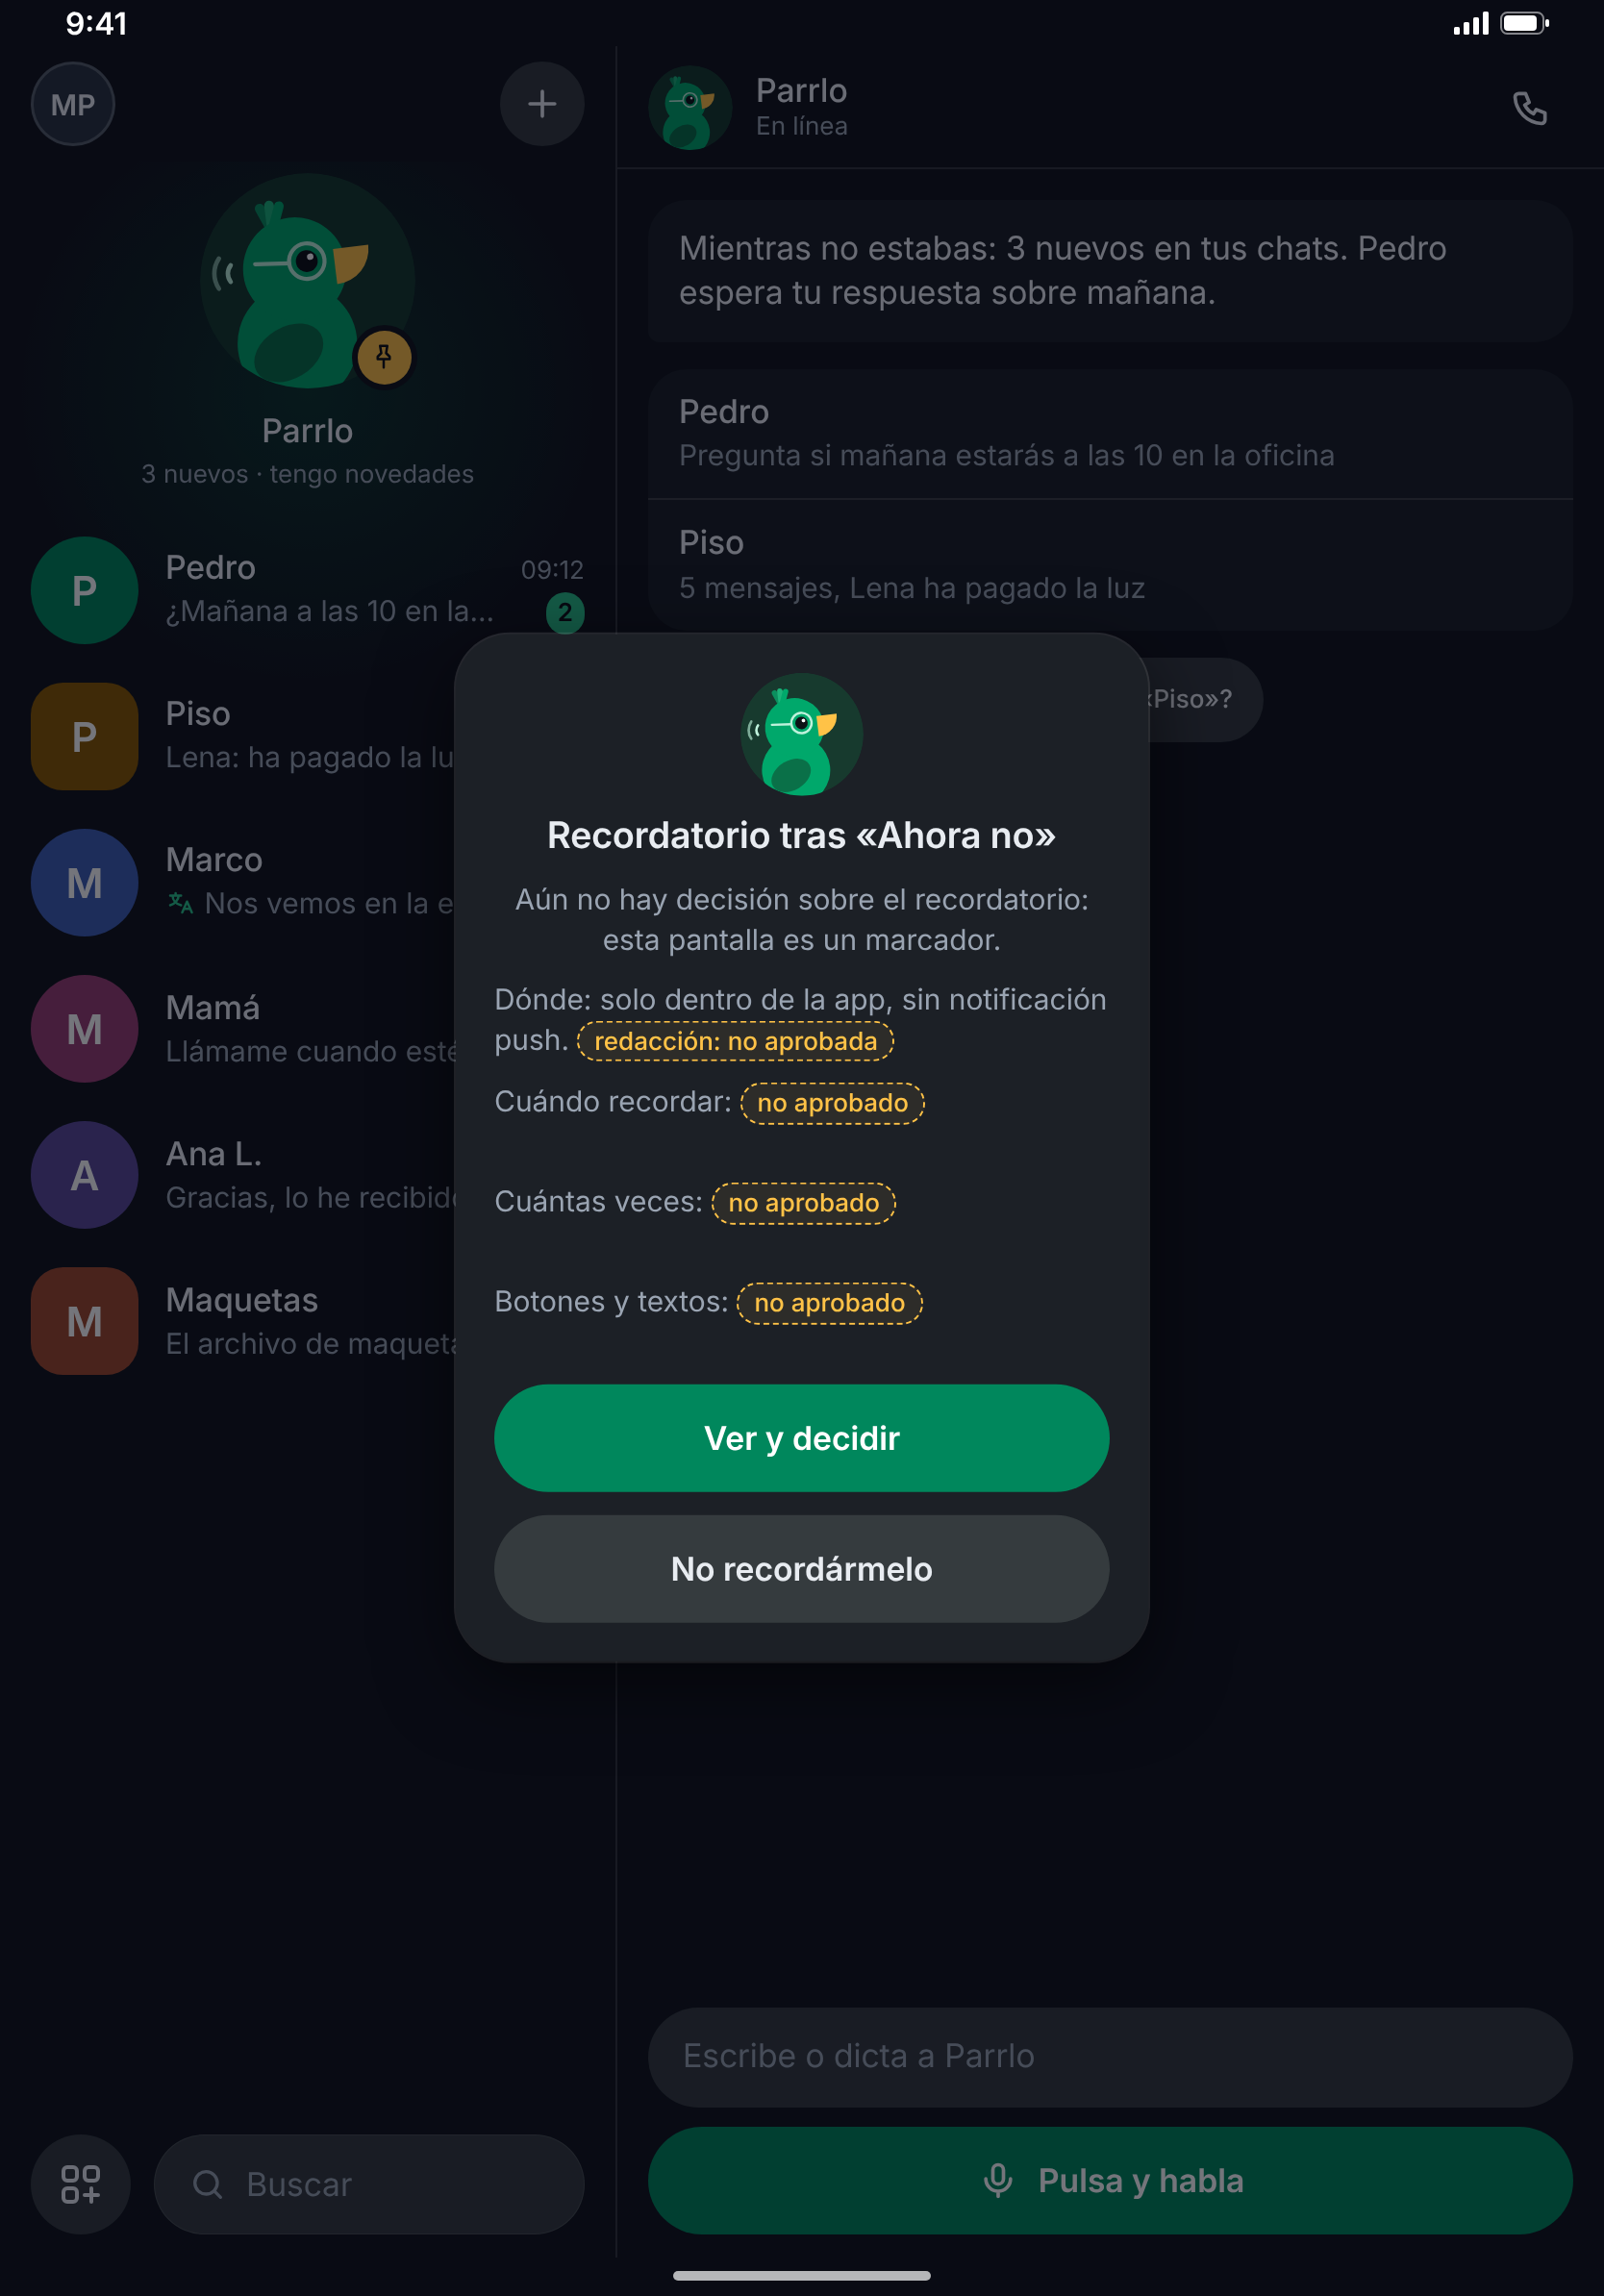 9:41
MP
Parrlo
3 nuevos · tengo novedades
P
Pedro
09:12
¿Mañana a las 10 en la...
2
P
Piso
Lena: ha pagado la lu
M
Marco
Nos vemos en la e
M
Mamá
Llámame cuando esté
A
Ana L.
Gracias, lo he recibid
M
Maquetas
El archivo de maqueta
Buscar
Parrlo
En línea
Mientras no estabas: 3 nuevos en tus chats. Pedro
espera tu respuesta sobre mañana.
Pedro
Pregunta si mañana estarás a las 10 en la oficina
Piso
5 mensajes, Lena ha pagado la luz
«Piso»?
Recordatorio tras «Ahora no»
Aún no hay decisión sobre el recordatorio:
esta pantalla es un marcador.
Dónde: solo dentro de la app, sin notificación
push. redacción: no aprobada
Cuándo recordar: no aprobado
Cuántas veces: no aprobado
Botones y textos: no aprobado
Ver y decidir
No recordármelo
Escribe o dicta a Parrlo
Pulsa y habla